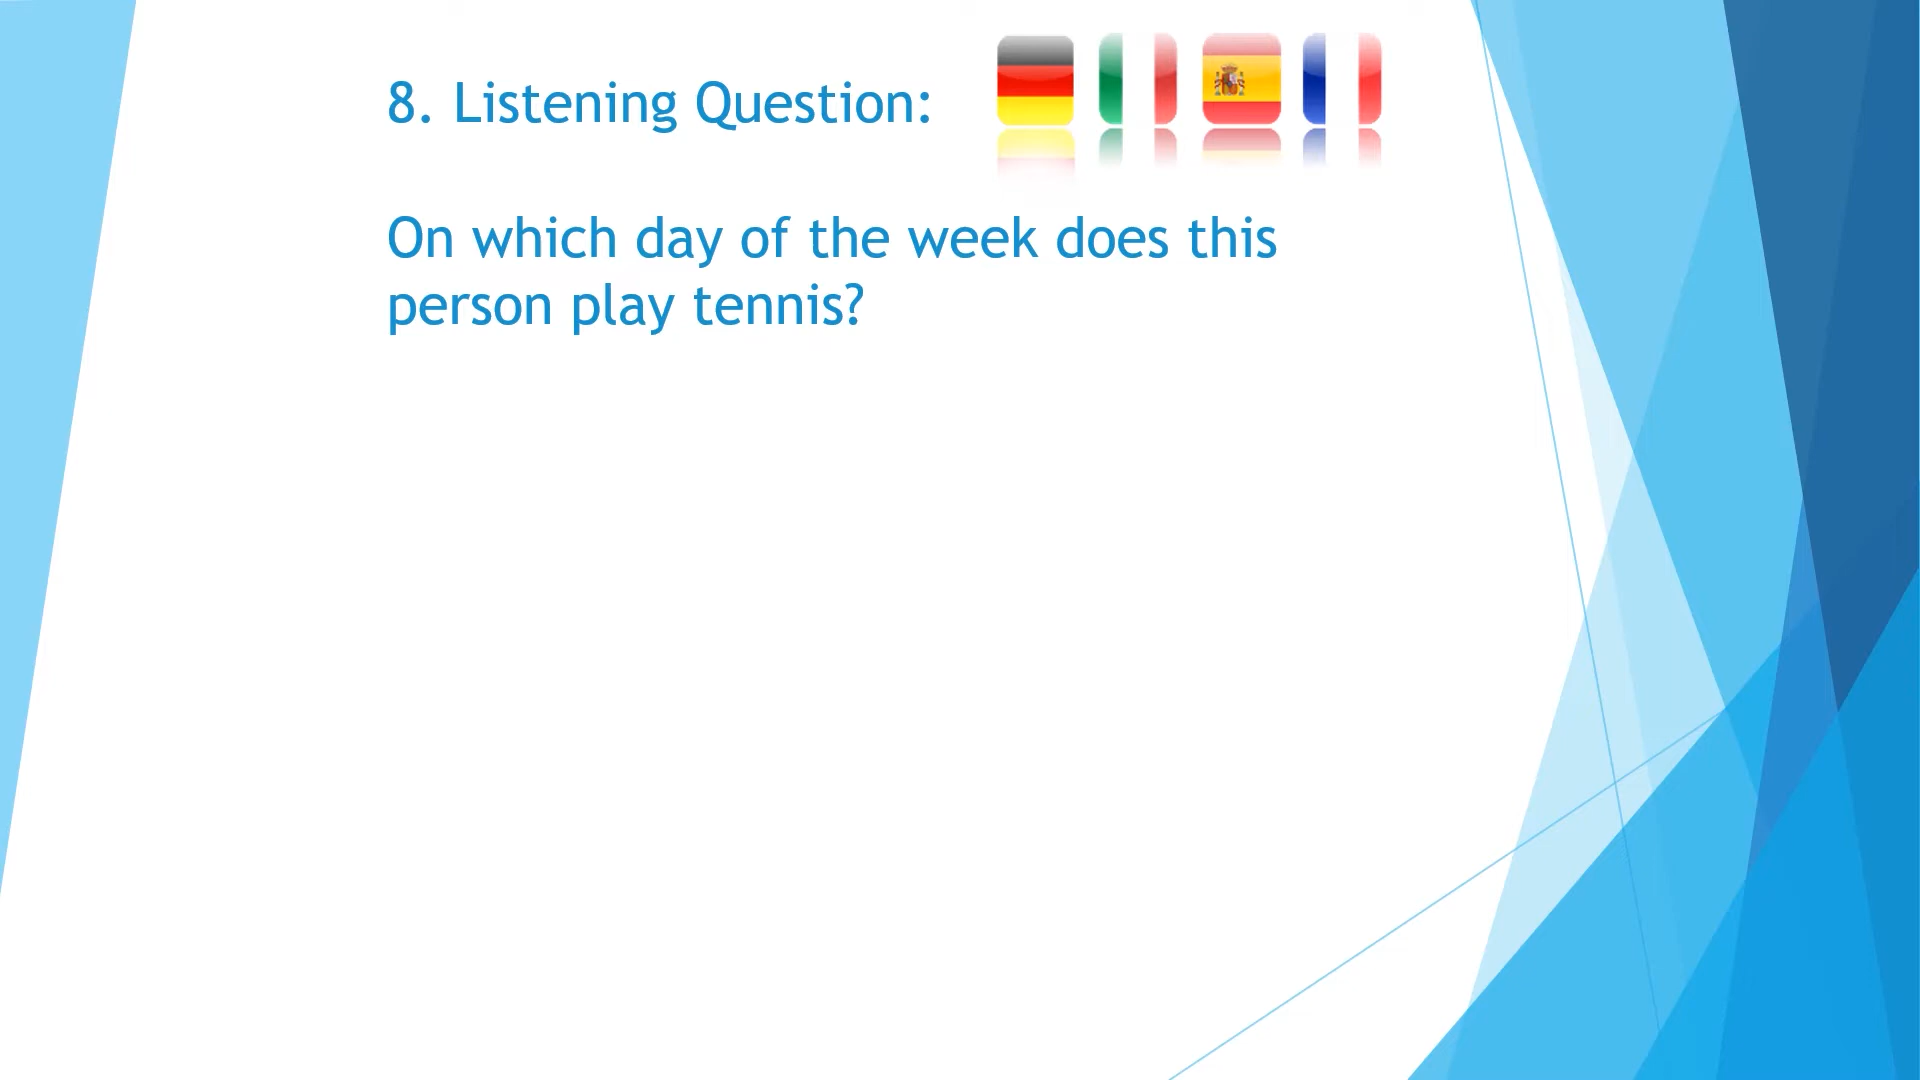 8. Listening Question:
On which day of the week does this
person play tennis?